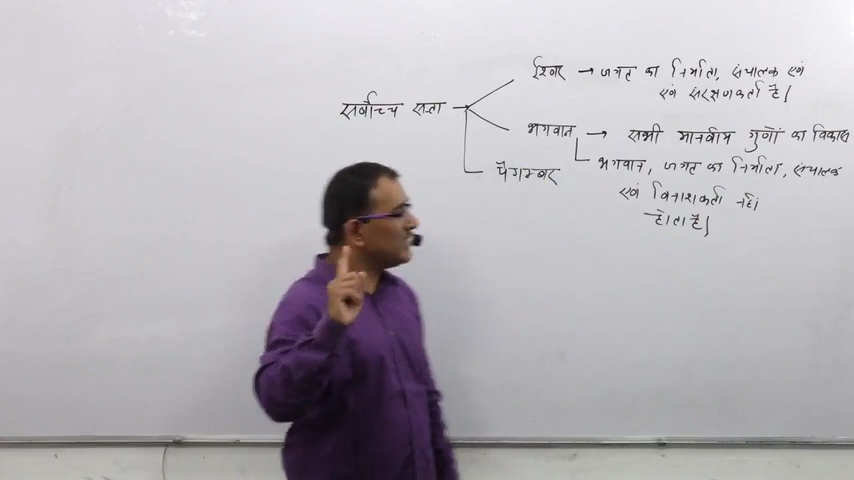 ईश्वर → जगत का निर्माता, संचालक एवं
एवं संरक्षणकर्ता है।
सर्वोच्च सत्ता →
भगवान → सभी मानवीय गुणों का विकास
भगवान, जगत का निर्माता, संचालक
एवं विनाशकर्ता नहीं
होता है।
पैगम्बर